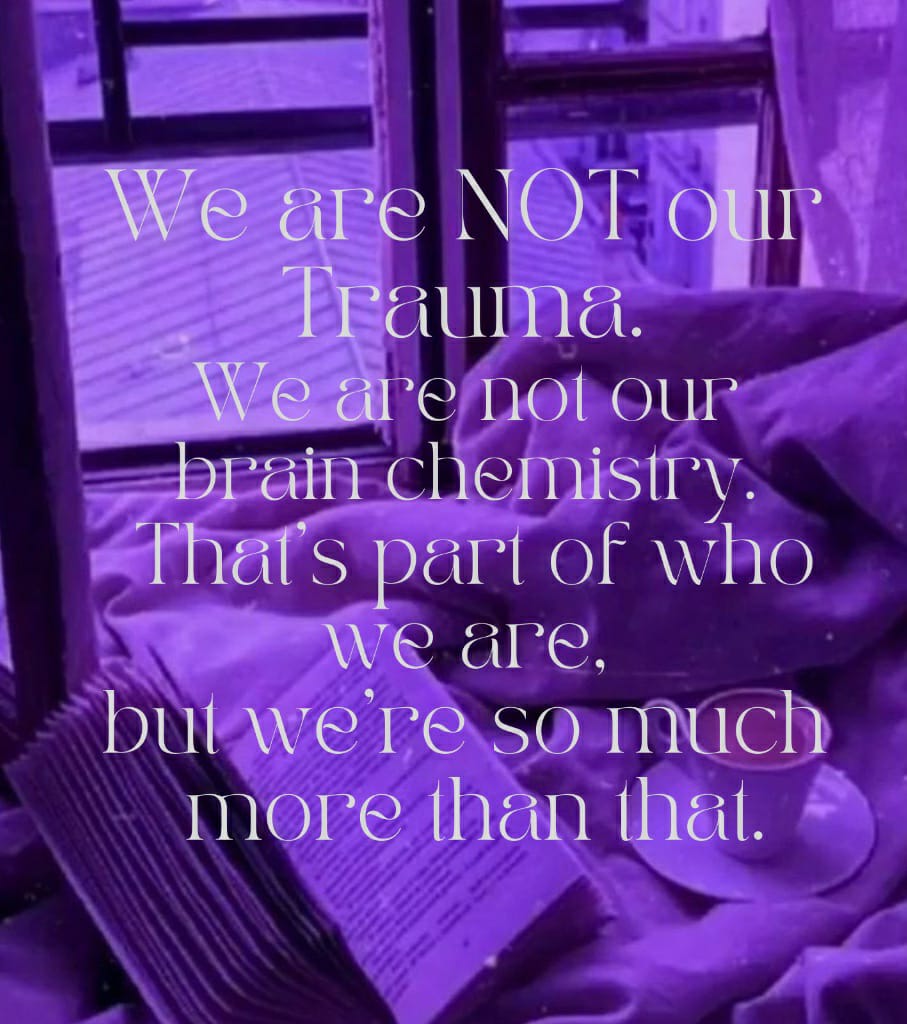 We are NOT our
Trauma.
We are not our
brain chemistry.
That's part of who
we are,
but we're so much
more than that.